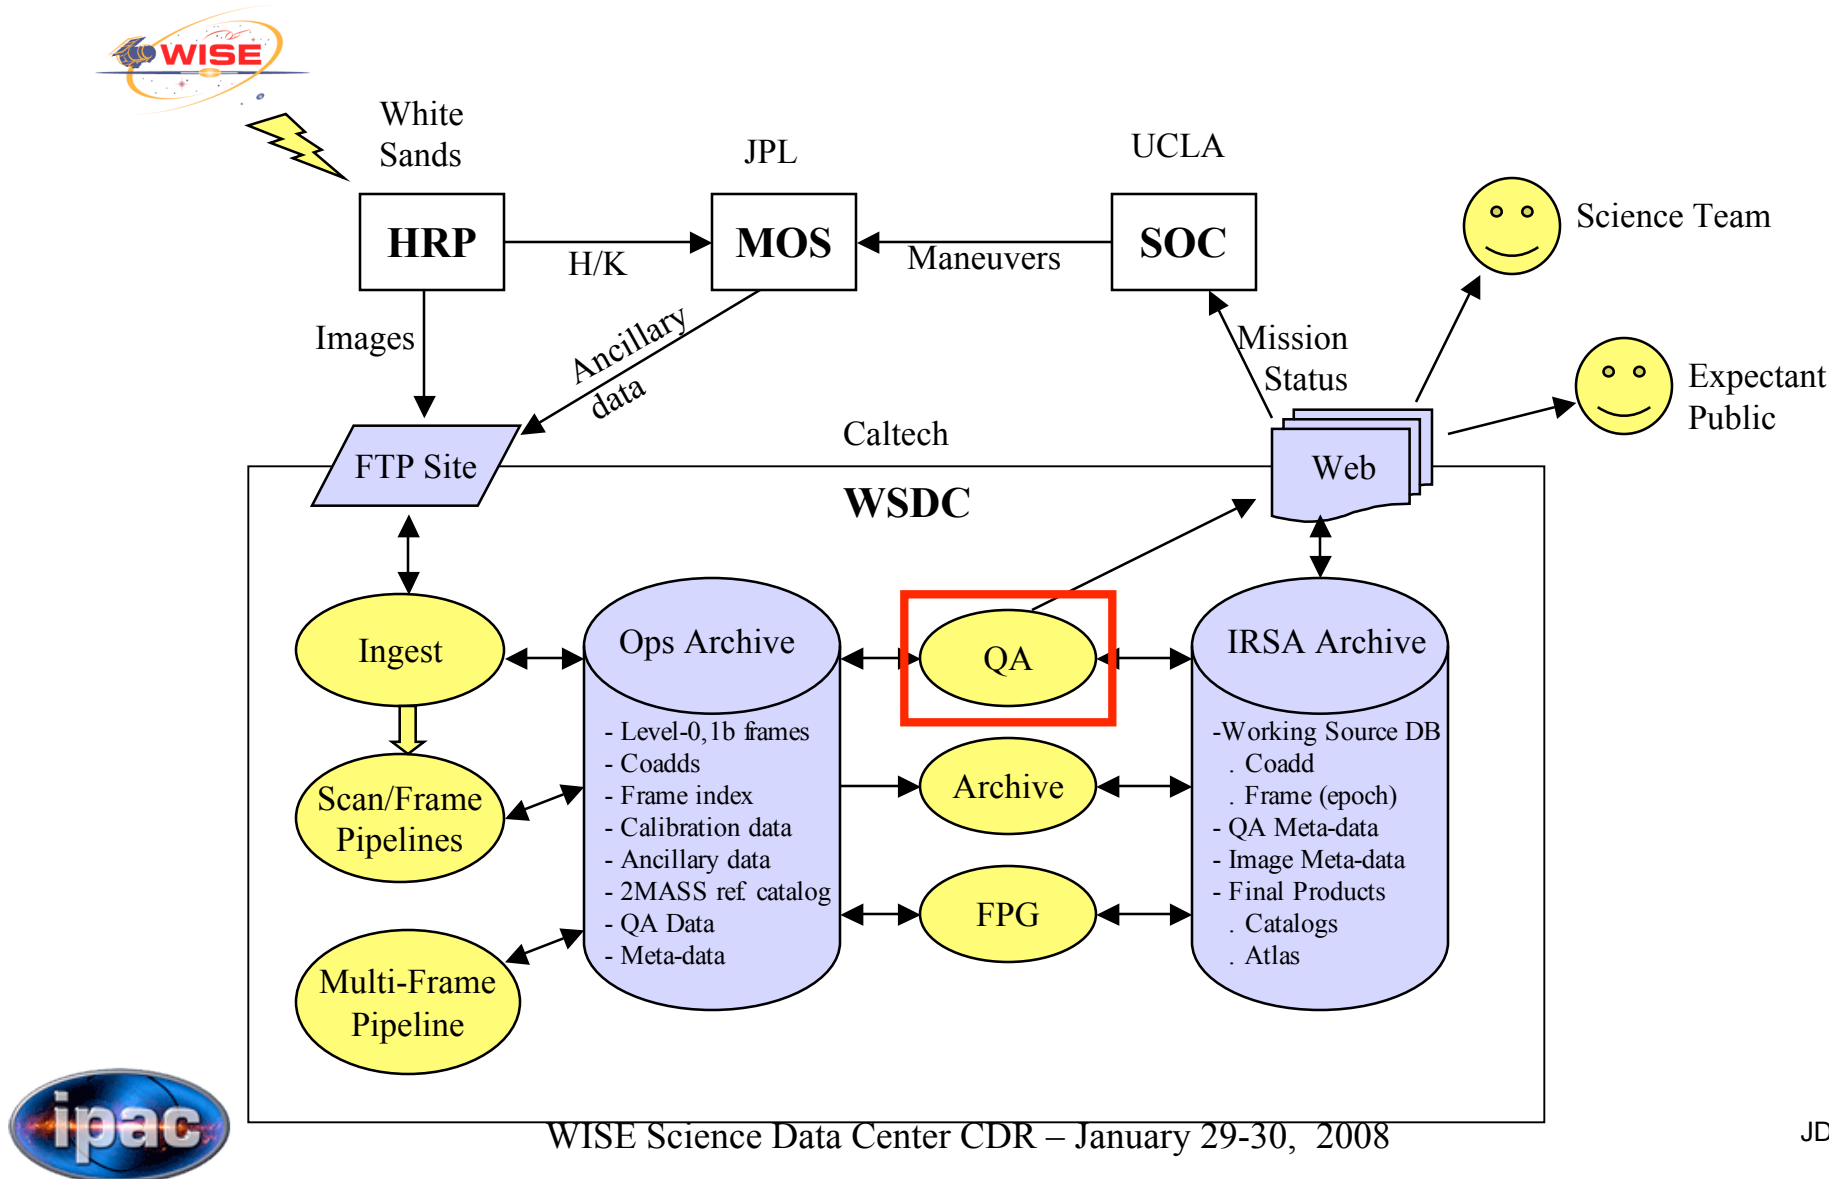 WISE
White
Sands
JPL
UCLA
HRP
MOS
SOC
H/K
Maneuvers
Science Team
Images
Ancillary
data
Mission
Status
Expectant
Public
Caltech
FTP Site
Web
WSDC
Ingest
Ops Archive
QA
IRSA Archive
- Level-0,1b frames
- Coadds
- Frame index
- Calibration data
- Ancillary data
- 2MASS ref. catalog
- QA Data
- Meta-data
-Working Source DB
. Coadd
. Frame (epoch)
- QA Meta-data
- Image Meta-data
- Final Products
. Catalogs
. Atlas
Scan/Frame
Pipelines
Archive
FPG
Multi-Frame
Pipeline
ipac
WISE Science Data Center CDR – January 29-30, 2008
JD